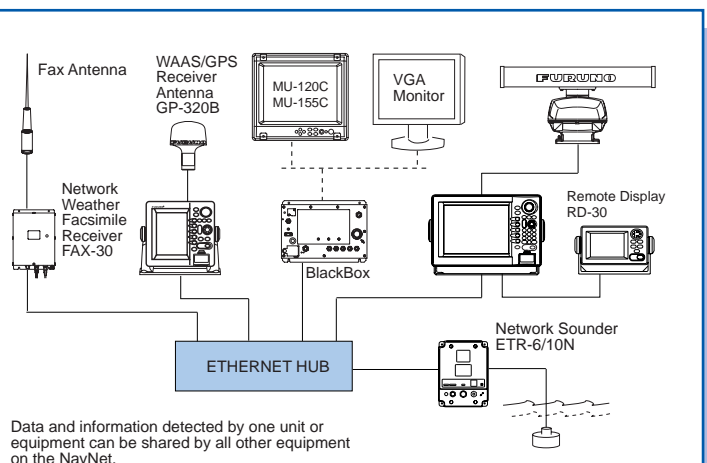 Fax Antenna
WAAS/GPS
Receiver
Antenna
GP-320B
MU-120C
MU-155C
VGA
Monitor
FURUNO
Network
Weather
Facsimile
Receiver
FAX-30
BlackBox
Remote Display
RD-30
ETHERNET HUB
Network Sounder
ETR-6/10N
Data and information detected by one unit or
equipment can be shared by all other equipment
on the NavNet.